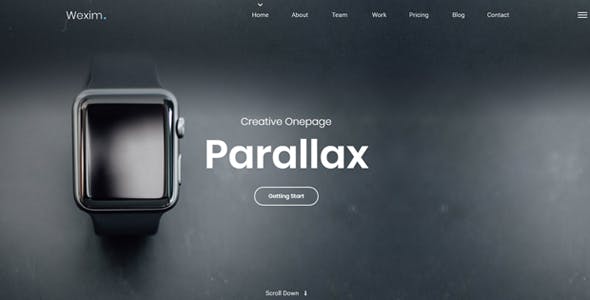 Wexim.
Home About Team Work Pricing Blog Contact
Creative Onepage
Parallax
Getting Start
Scroll Down